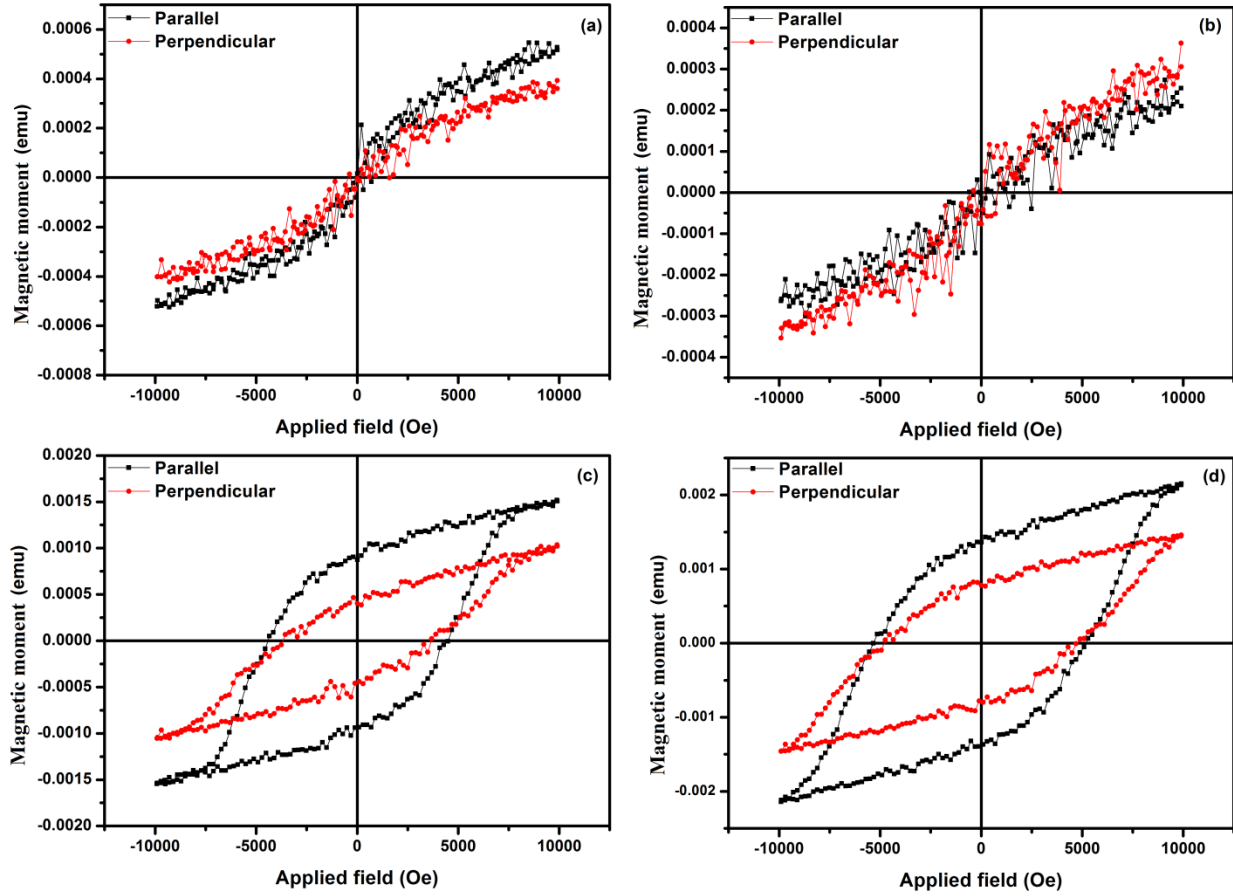 Parallel
Perpendicular
(a)
Magnetic moment (emu)
0.0006
0.0004
0.0002
0.0000
-0.0002
-0.0004
-0.0006
-0.0008
-10000 -5000 0 5000 10000
Applied field (Oe)
Parallel
Perpendicular
(b)
Magnetic moment (emu)
0.0004
0.0003
0.0002
0.0001
0.0000
-0.0001
-0.0002
-0.0003
-0.0004
-10000 -5000 0 5000 10000
Applied field (Oe)
Parallel
Perpendicular
(c)
Magnetic moment (emu)
0.0020
0.0015
0.0010
0.0005
0.0000
-0.0005
-0.0010
-0.0015
-0.0020
-10000 -5000 0 5000 10000
Applied field (Oe)
Parallel
Perpendicular
(d)
Magnetic moment (emu)
0.002
0.001
0.000
-0.001
-0.002
-10000 -5000 0 5000 10000
Applied field (Oe)